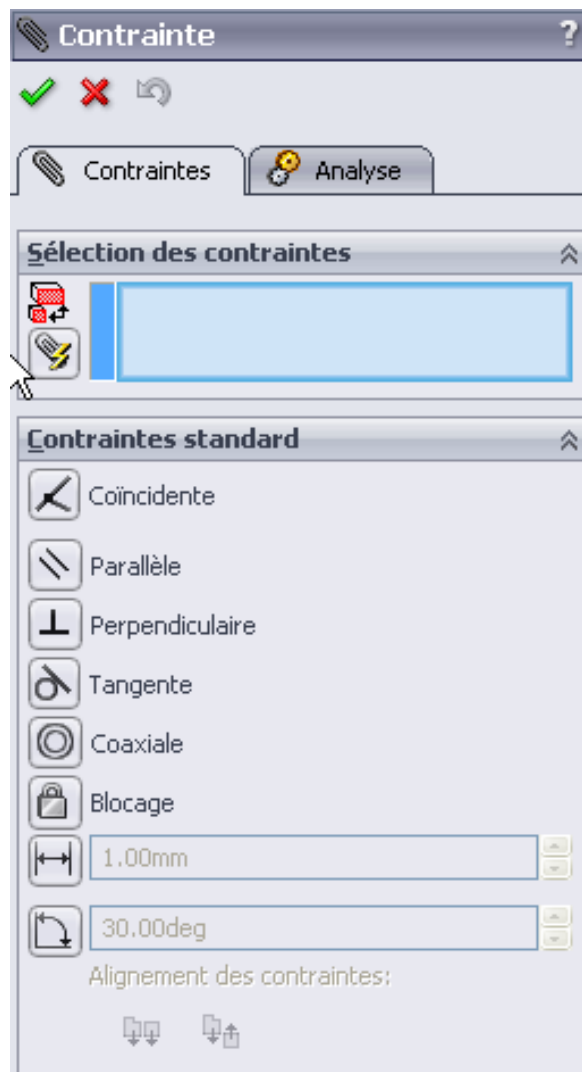 Contrainte ?
Contraintes Analyse
Sélection des contraintes
Contraintes standard
Coïncidente
Parallèle
Perpendiculaire
Tangente
Coaxiale
Blocage
1.00mm
30.00deg
Alignement des contraintes: